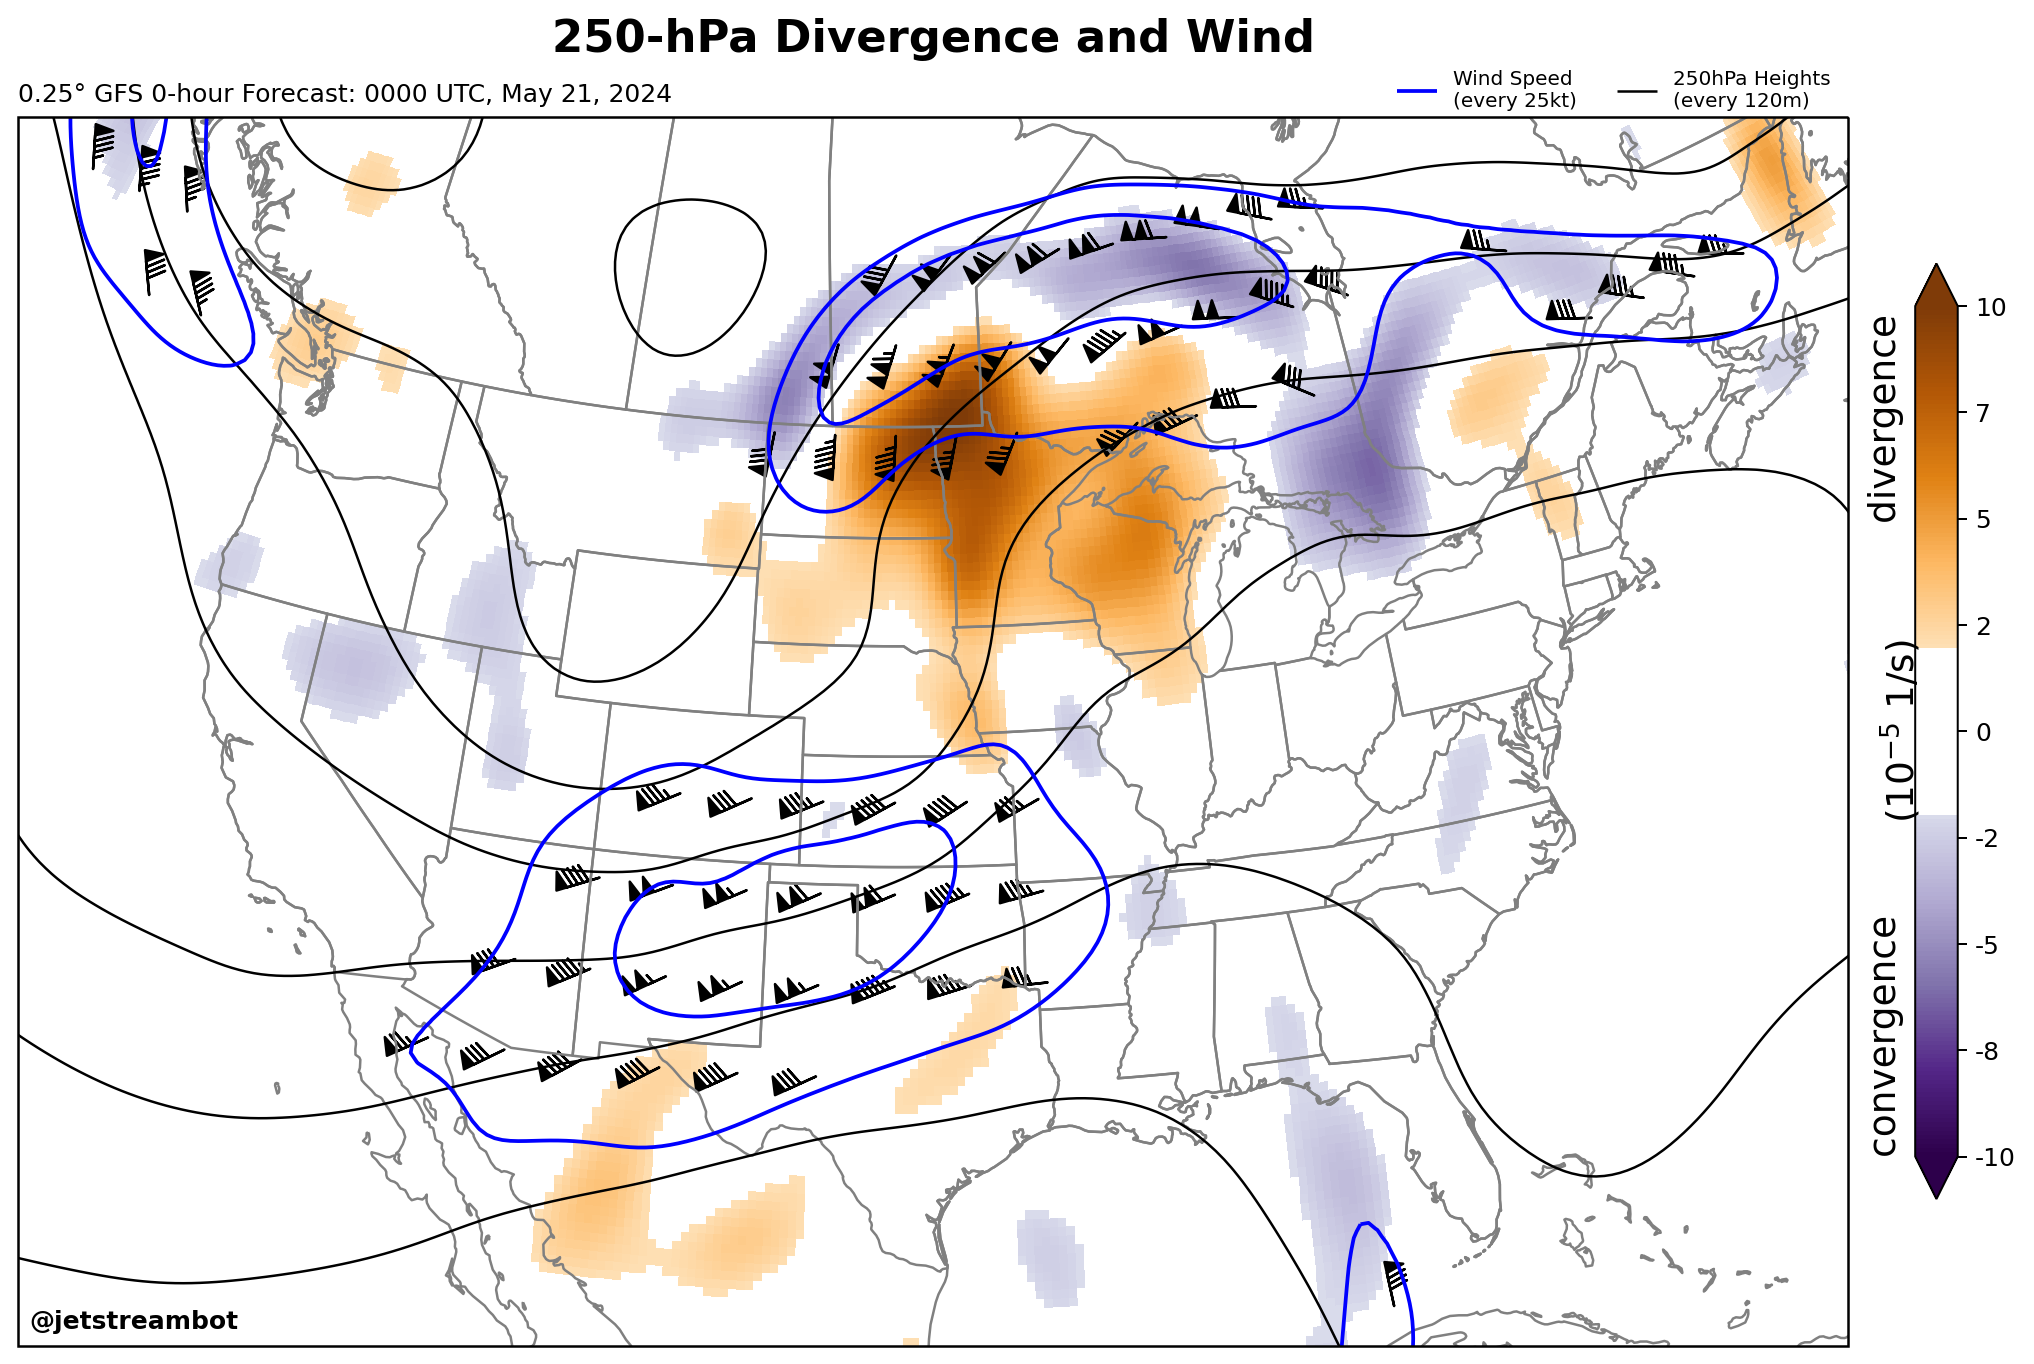 250-hPa Divergence and Wind
0.25° GFS 0-hour Forecast: 0000 UTC, May 21, 2024
Wind Speed
(every 25kt)
250hPa Heights
(every 120m)
divergence
(10⁻⁵ 1/s)
convergence
10
7
5
2
0
-2
-5
-8
-10
@jetstreambot